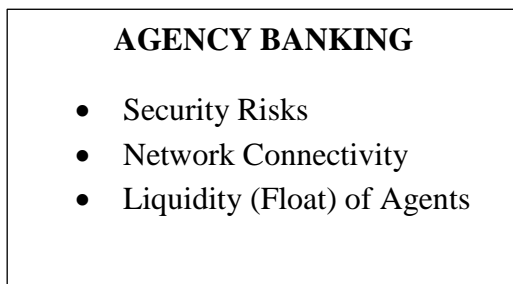 AGENCY BANKING
• Security Risks
• Network Connectivity
• Liquidity (Float) of Agents